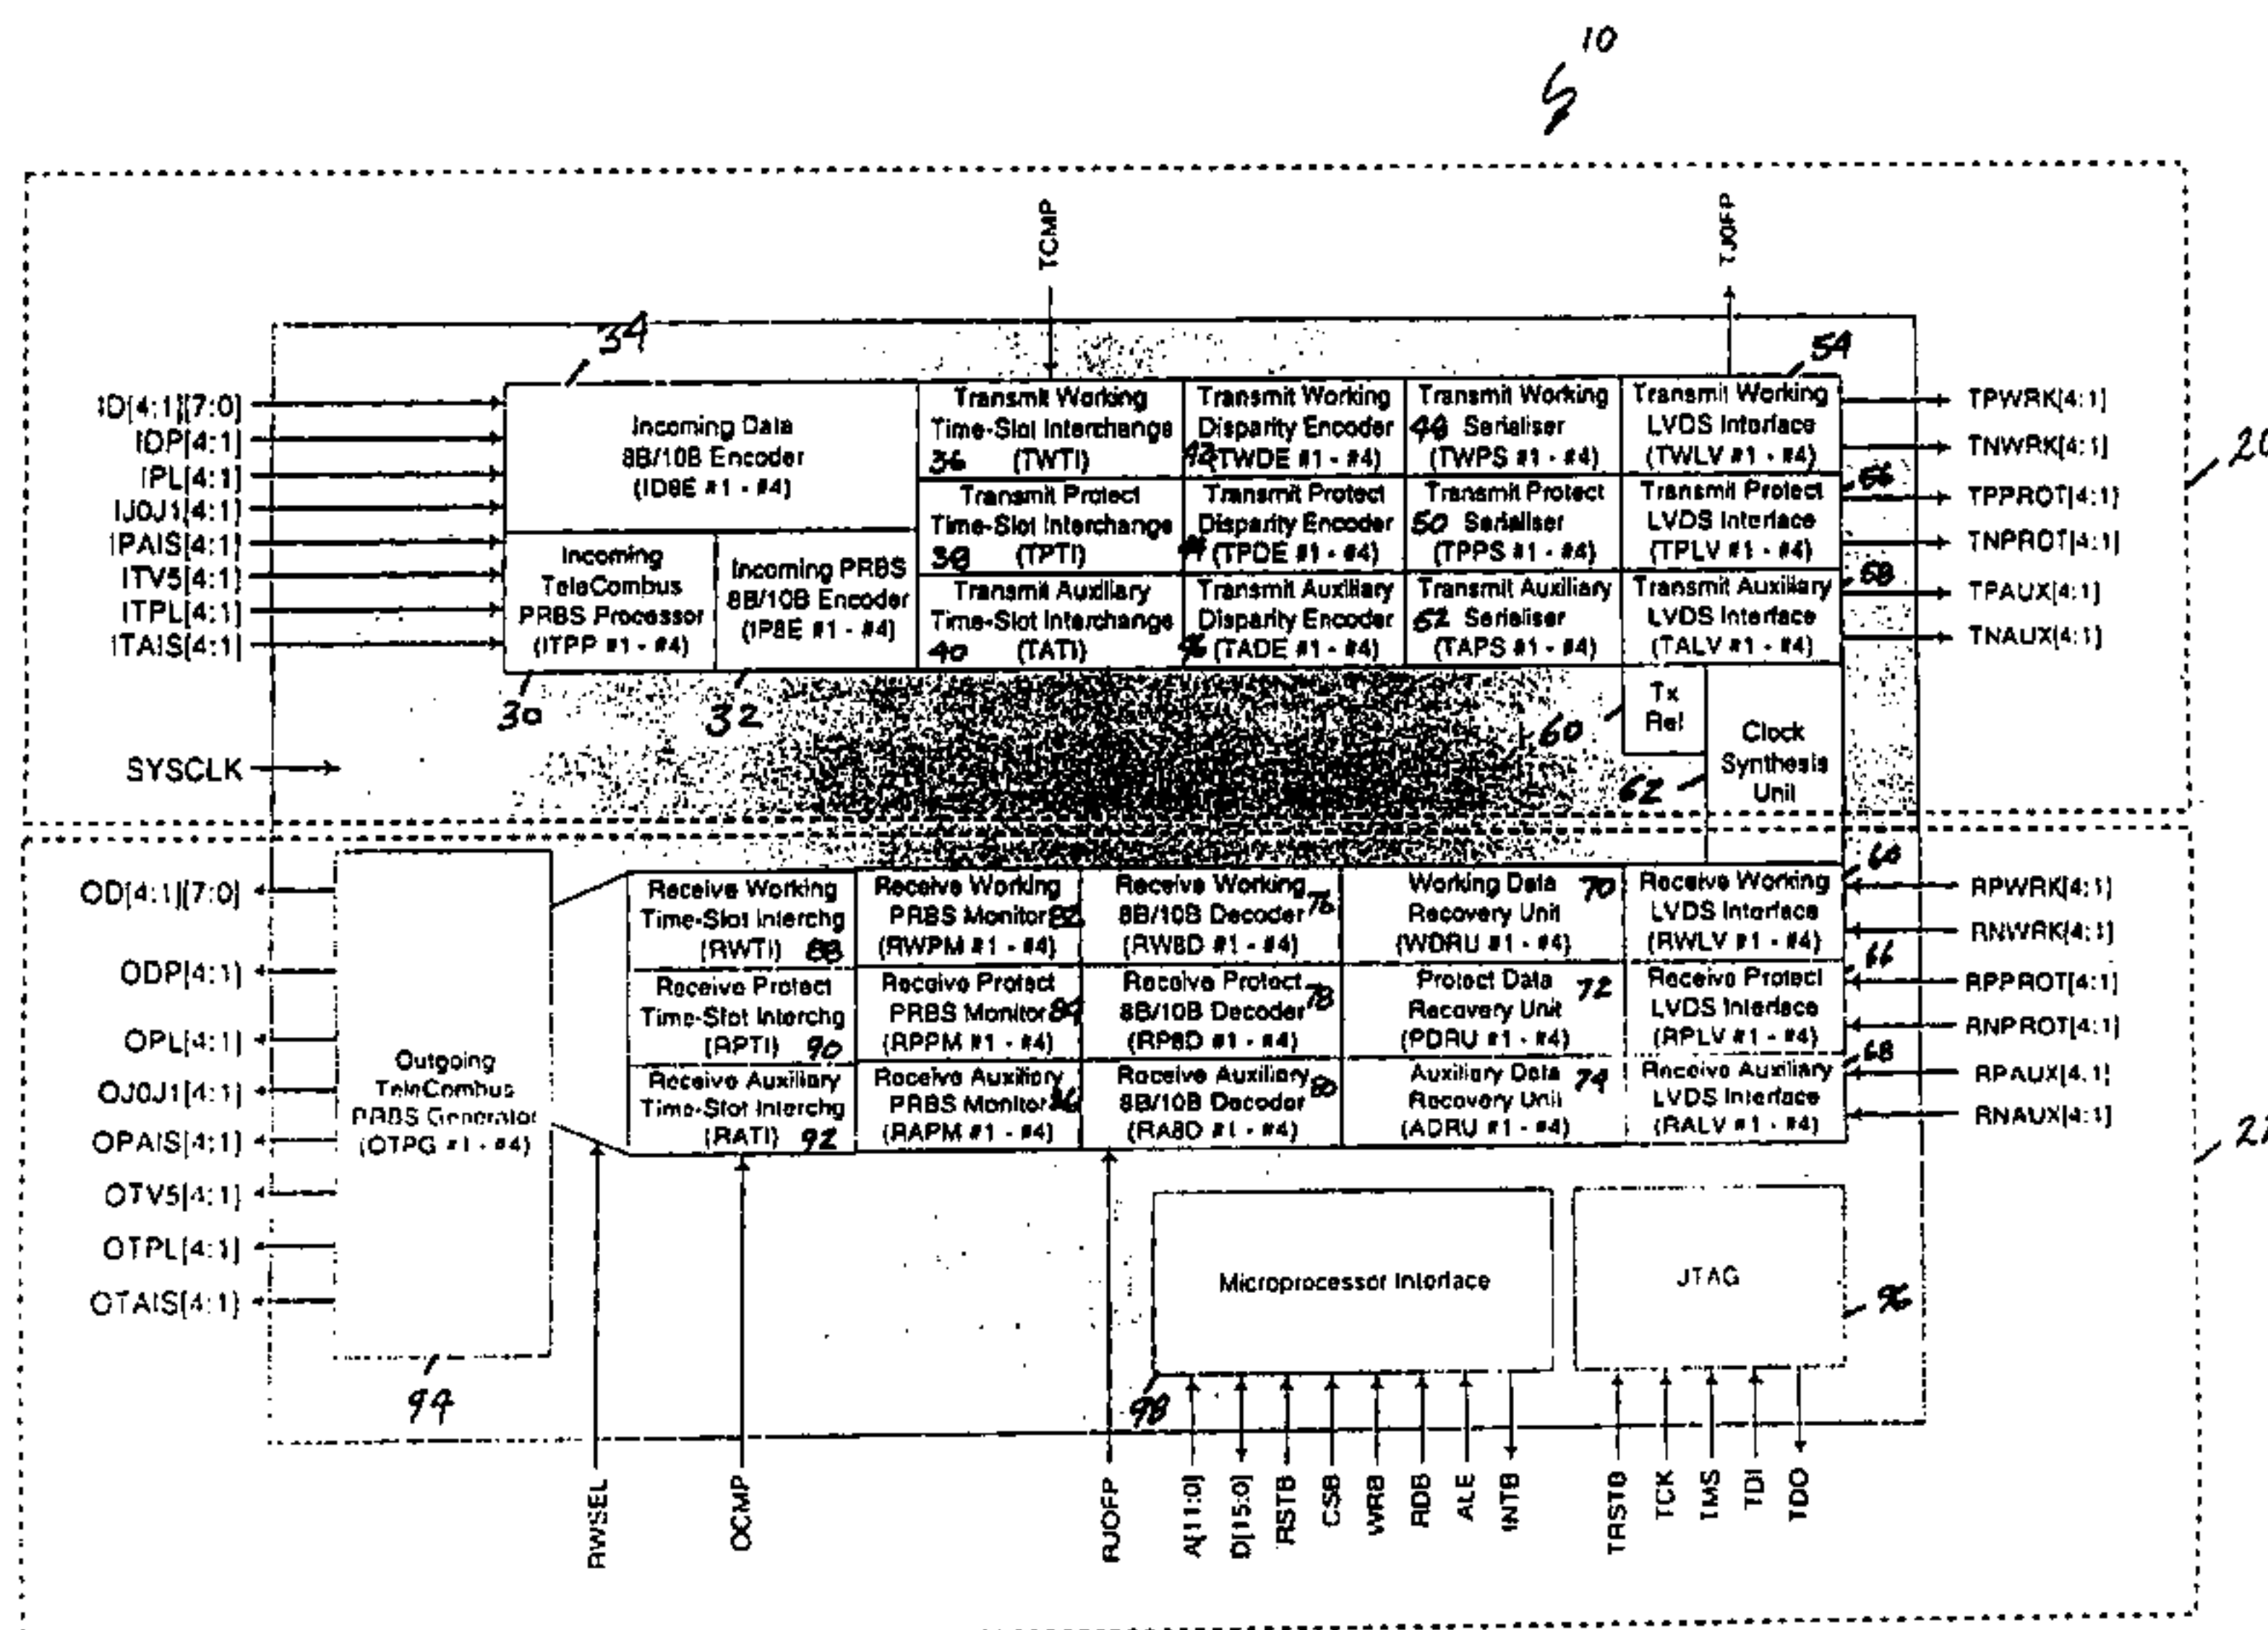 10
TCMP
TJ0FP
34
54
ID[4:1][7:0]
IDP[4:1]
IPL[4:1]
IJ0J1[4:1]
IPAIS[4:1]
ITV5[4:1]
ITPL[4:1]
ITAIS[4:1]
SYSCLK
Incoming Data
8B/10B Encoder
(ID8E #1 - #4)
Incoming
TeleCombus
PRBS Processor
(ITPP #1 - #4)
30
Incoming PRBS
8B/10B Encoder
(IP8E #1 - #4)
32
Transmit Working
Time-Slot Interchange
36 (TWTI)
Transmit Protect
Time-Slot Interchange
38 (TPTI)
Transmit Auxiliary
Time-Slot Interchange
40 (TATI)
Transmit Working
Disparity Encoder
(TWDE #1 - #4)
Transmit Protect
Disparity Encoder
44 (TPDE #1 - #4)
Transmit Auxiliary
Disparity Encoder
(TADE #1 - #4)
Transmit Working
Serialiser
(TWPS #1 - #4)
Transmit Protect
50 Serialiser
(TPPS #1 - #4)
Transmit Auxiliary
52 Serialiser
(TAPS #1 - #4)
Transmit Working
LVDS Interface
(TWLV #1 - #4)
Transmit Protect 56
LVDS Interface
(TPLV #1 - #4)
Transmit Auxiliary 58
LVDS Interface
(TALV #1 - #4)
TPWRK[4:1]
TNWRK[4:1]
TPPROT[4:1]
TNPROT[4:1]
TPAUX[4:1]
TNAUX[4:1]
20
60
Tx
Ref
62
Clock
Synthesis
Unit
OD[4:1][7:0]
ODP[4:1]
OPL[4:1]
OJ0J1[4:1]
OPAIS[4:1]
OTV5[4:1]
OTPL[4:1]
OTAIS[4:1]
Outgoing
TeleCombus
PRBS Generator
(OTPG #1 - #4)
94
Receive Working
Time-Slot Interchg
(RWTI) 88
Receive Protect
Time-Slot Interchg
(RPTI) 90
Receive Auxiliary
Time-Slot Interchg
(RATI) 92
Receive Working
PRBS Monitor 82
(RWPM #1 - #4)
Receive Protect
PRBS Monitor 84
(RPPM #1 - #4)
Receive Auxiliary
PRBS Monitor 86
(RAPM #1 - #4)
Receive Working
8B/10B Decoder 76
(RW8D #1 - #4)
Receive Protect
8B/10B Decoder 78
(RP8D #1 - #4)
Receive Auxiliary
8B/10B Decoder 80
(RA8D #1 - #4)
Working Data 70
Recovery Unit
(WDRU #1 - #4)
Protect Data
Recovery Unit 72
(PDRU #1 - #4)
Auxiliary Data
Recovery Unit 74
(ADRU #1 - #4)
Receive Working
LVDS Interface
(RWLV #1 - #4)
66
Receive Protect
LVDS Interface
(RPLV #1 - #4)
68
Receive Auxiliary
LVDS Interface
(RALV #1 - #4)
RPWRK[4:1]
RNWRK[4:1]
RPPROT[4:1]
RNPROT[4:1]
RPAUX[4:1]
RNAUX[4:1]
22
Microprocessor Interface
98
JTAG
96
RWSEL
OCMP
RJ0FP
A[11:0]
D[15:0]
RSTB
CSB
WRB
RDB
ALE
INTB
TRSTB
TCK
TMS
TDI
TDO